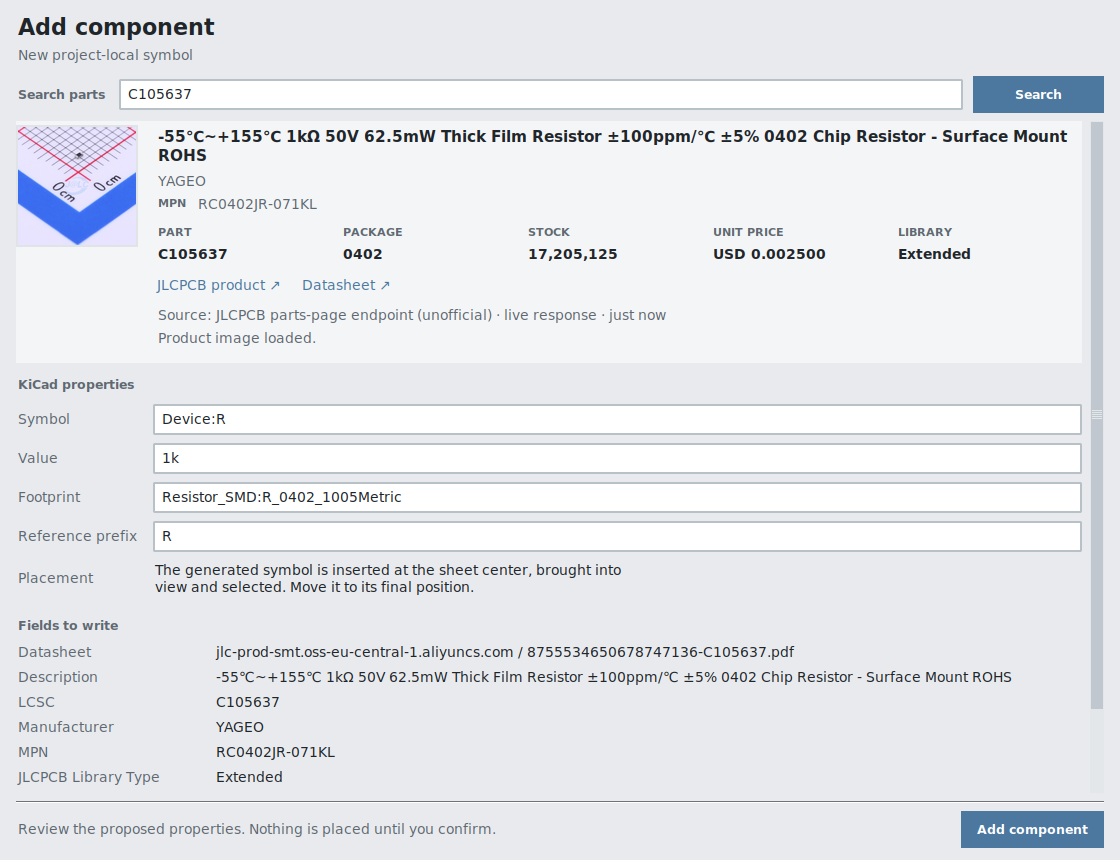 Add component
New project-local symbol
Search parts
C105637
Search
0 cm
0 cm
-55℃~+155℃ 1kΩ 50V 62.5mW Thick Film Resistor ±100ppm/℃ ±5% 0402 Chip Resistor - Surface Mount
ROHS
YAGEO
MPN RC0402JR-071KL
PART PACKAGE STOCK UNIT PRICE LIBRARY
C105637 0402 17,205,125 USD 0.002500 Extended
JLCPCB product ↗ Datasheet ↗
Source: JLCPCB parts-page endpoint (unofficial) · live response · just now
Product image loaded.
KiCad properties
Symbol Device:R
Value 1k
Footprint Resistor_SMD:R_0402_1005Metric
Reference prefix R
Placement
The generated symbol is inserted at the sheet center, brought into
view and selected. Move it to its final position.
Fields to write
Datasheet jlc-prod-smt.oss-eu-central-1.aliyuncs.com / 8755534650678747136-C105637.pdf
Description -55℃~+155℃ 1kΩ 50V 62.5mW Thick Film Resistor ±100ppm/℃ ±5% 0402 Chip Resistor - Surface Mount ROHS
LCSC C105637
Manufacturer YAGEO
MPN RC0402JR-071KL
JLCPCB Library Type Extended
Review the proposed properties. Nothing is placed until you confirm.
Add component